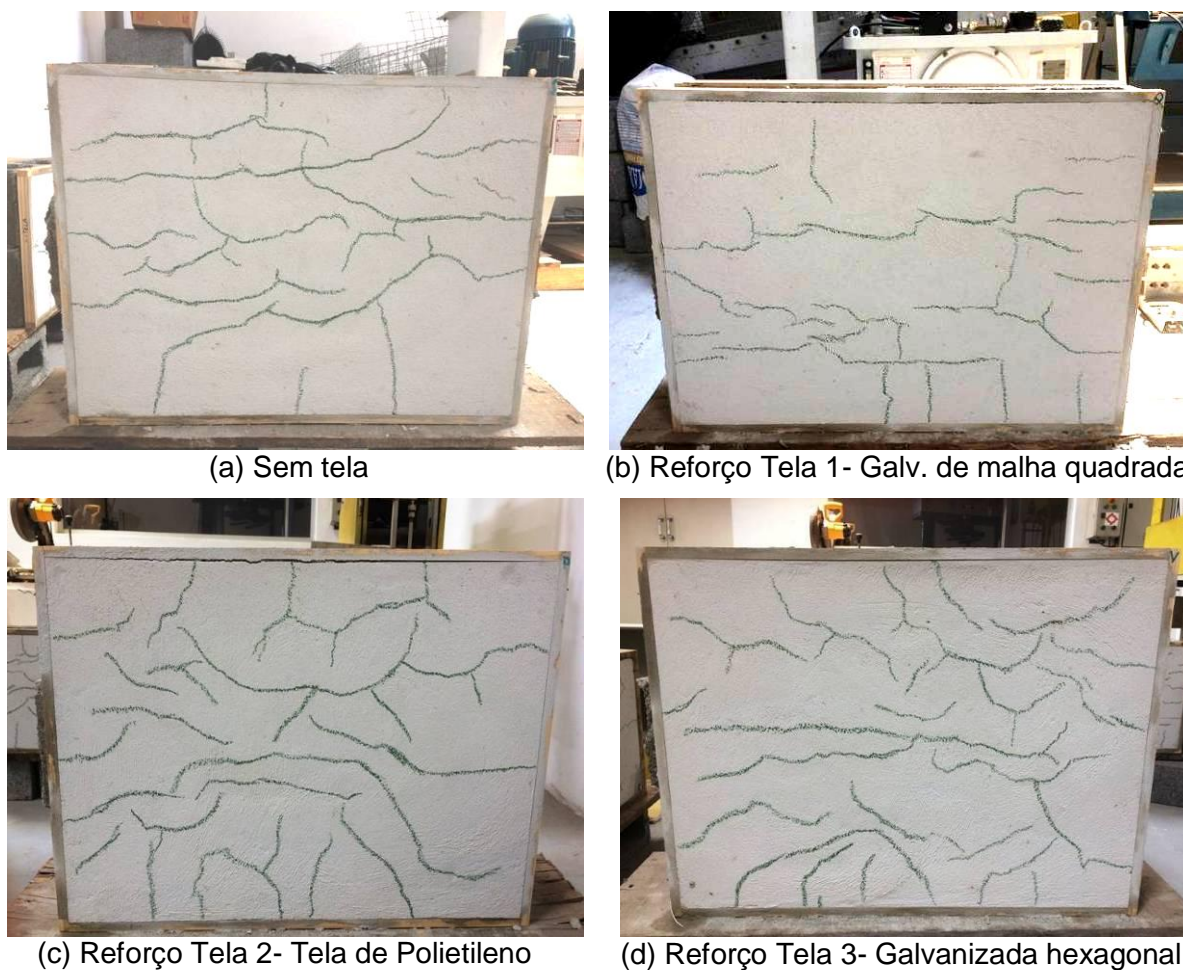 (a) Sem tela
(b) Reforço Tela 1- Galv. de malha quadrada
(c) Reforço Tela 2- Tela de Polietileno
(d) Reforço Tela 3- Galvanizada hexagonal